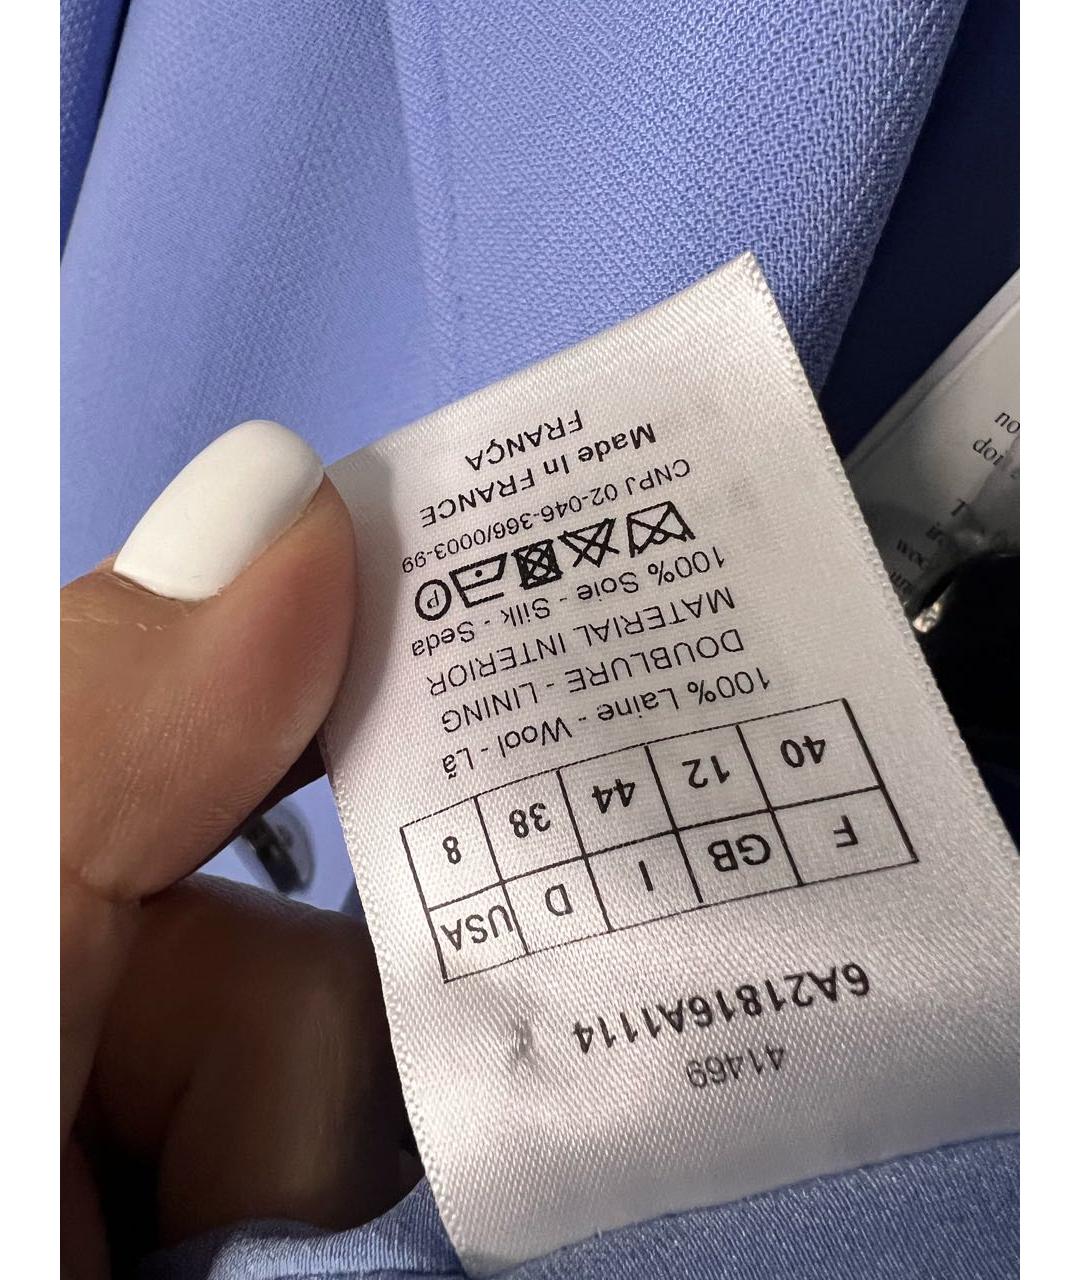 41469
6A21816A1114
F GB I D USA
40 12 44 38 8
100% Laine - Wool - Lã
DOUBLURE - LINING
MATERIAL INTERIOR
100% Soie - Silk - Seda
P
CNPJ 02-046-366/0003-99
Made In FRANCE
FRANÇA
no